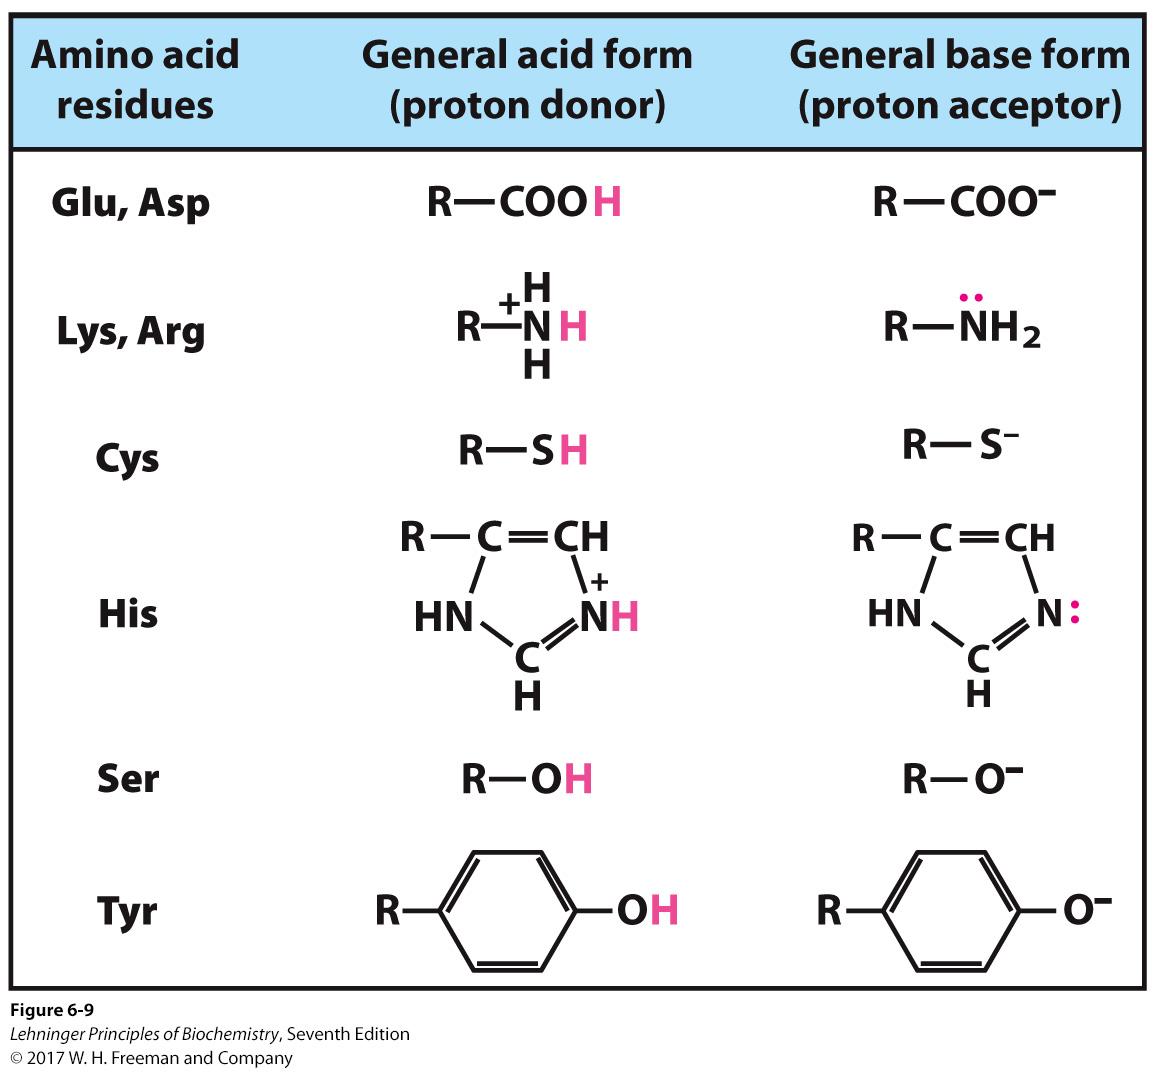 Amino acid residues
General acid form (proton donor)
General base form (proton acceptor)
Glu, Asp
R—COOH
R—COO⁻
H
+
Lys, Arg
R—N H
R—NH₂
H
Cys
R—SH
R—S⁻
R—C=CH
R—C=CH
+
His
HN NH
HN N:
C
C
H
H
Ser
R—OH
R—O⁻
Tyr
R OH
R O⁻
Figure 6-9
Lehninger Principles of Biochemistry, Seventh Edition
© 2017 W. H. Freeman and Company